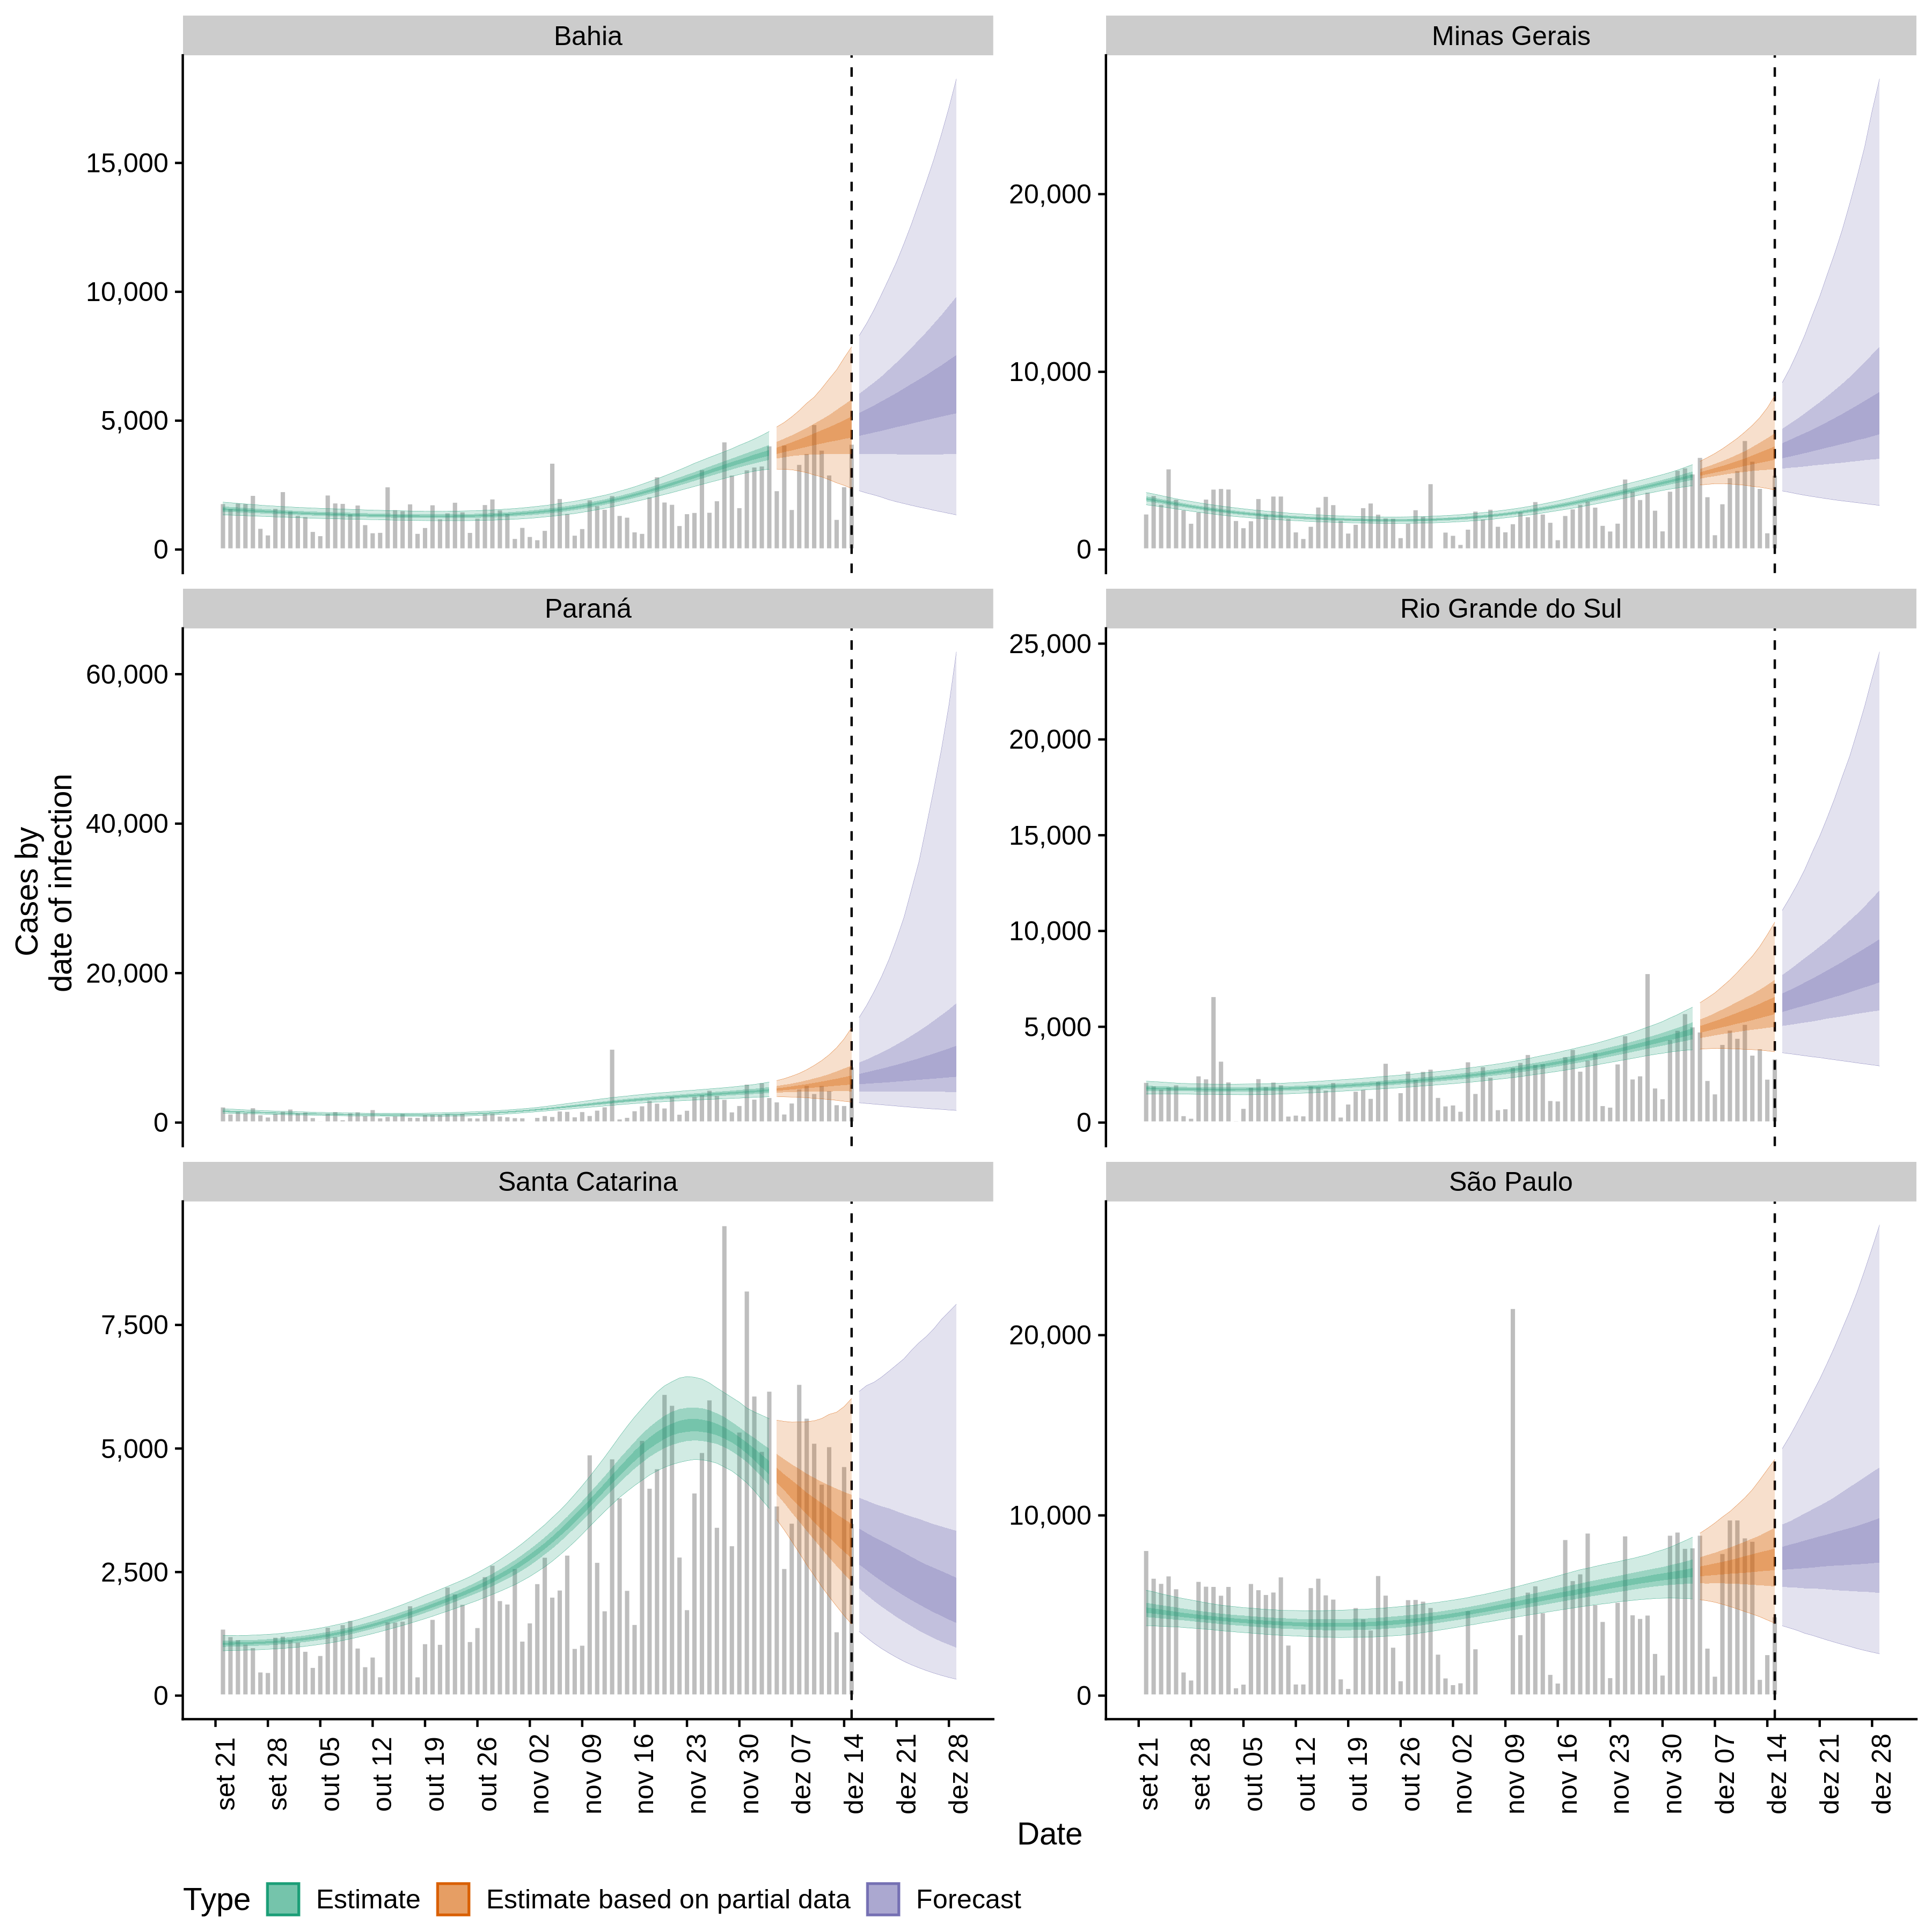 Bahia
Minas Gerais
15,000
10,000
5,000
0
20,000
10,000
0
Paraná
Rio Grande do Sul
60,000
40,000
20,000
0
25,000
20,000
15,000
10,000
5,000
0
Santa Catarina
São Paulo
7,500
5,000
2,500
0
20,000
10,000
0
Cases by
date of infection
set 21
set 28
out 05
out 12
out 19
out 26
nov 02
nov 09
nov 16
nov 23
nov 30
dez 07
dez 14
dez 21
dez 28
set 21
set 28
out 05
out 12
out 19
out 26
nov 02
nov 09
nov 16
nov 23
nov 30
dez 07
dez 14
dez 21
dez 28
Date
Type Estimate Estimate based on partial data Forecast